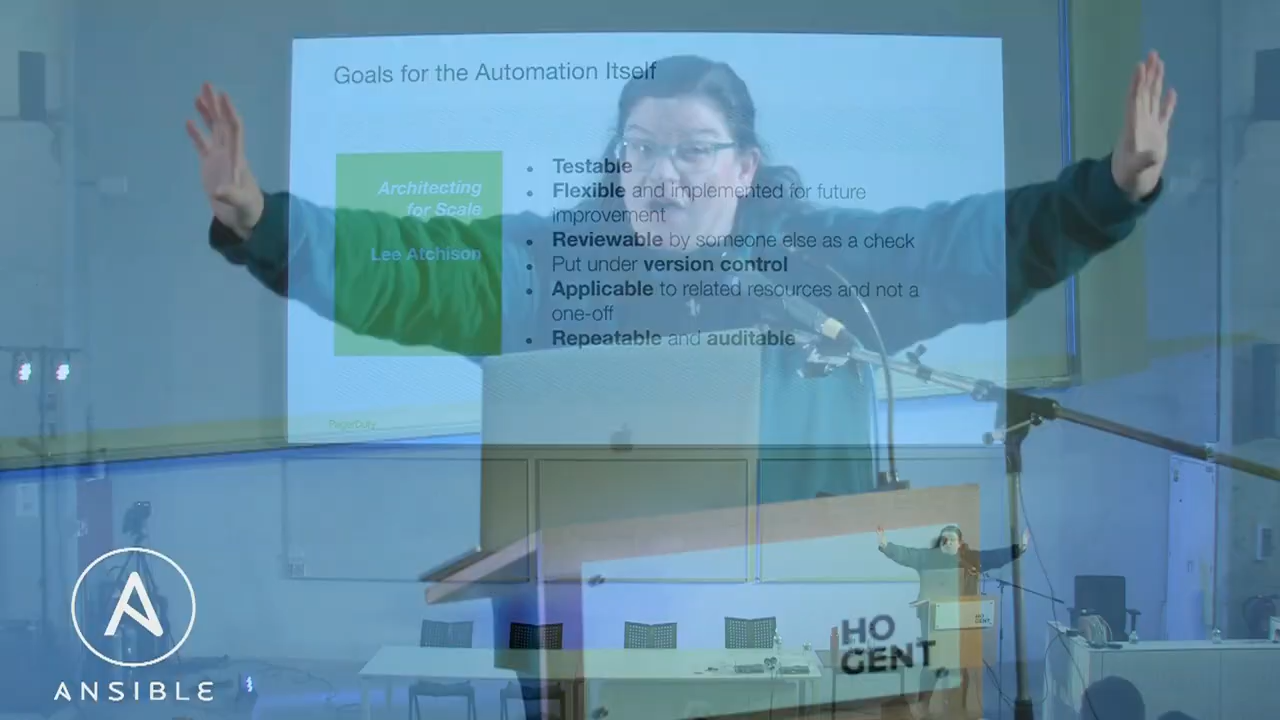 Goals for the Automation Itself
Architecting
for Scale
Lee Atchison
• Testable
• Flexible and implemented for future
improvement
• Reviewable by someone else as a check
• Put under version control
• Applicable to related resources and not a
one-off
• Repeatable and auditable
PagerDuty
HO
GENT
HO
GENT
ANSIBLE